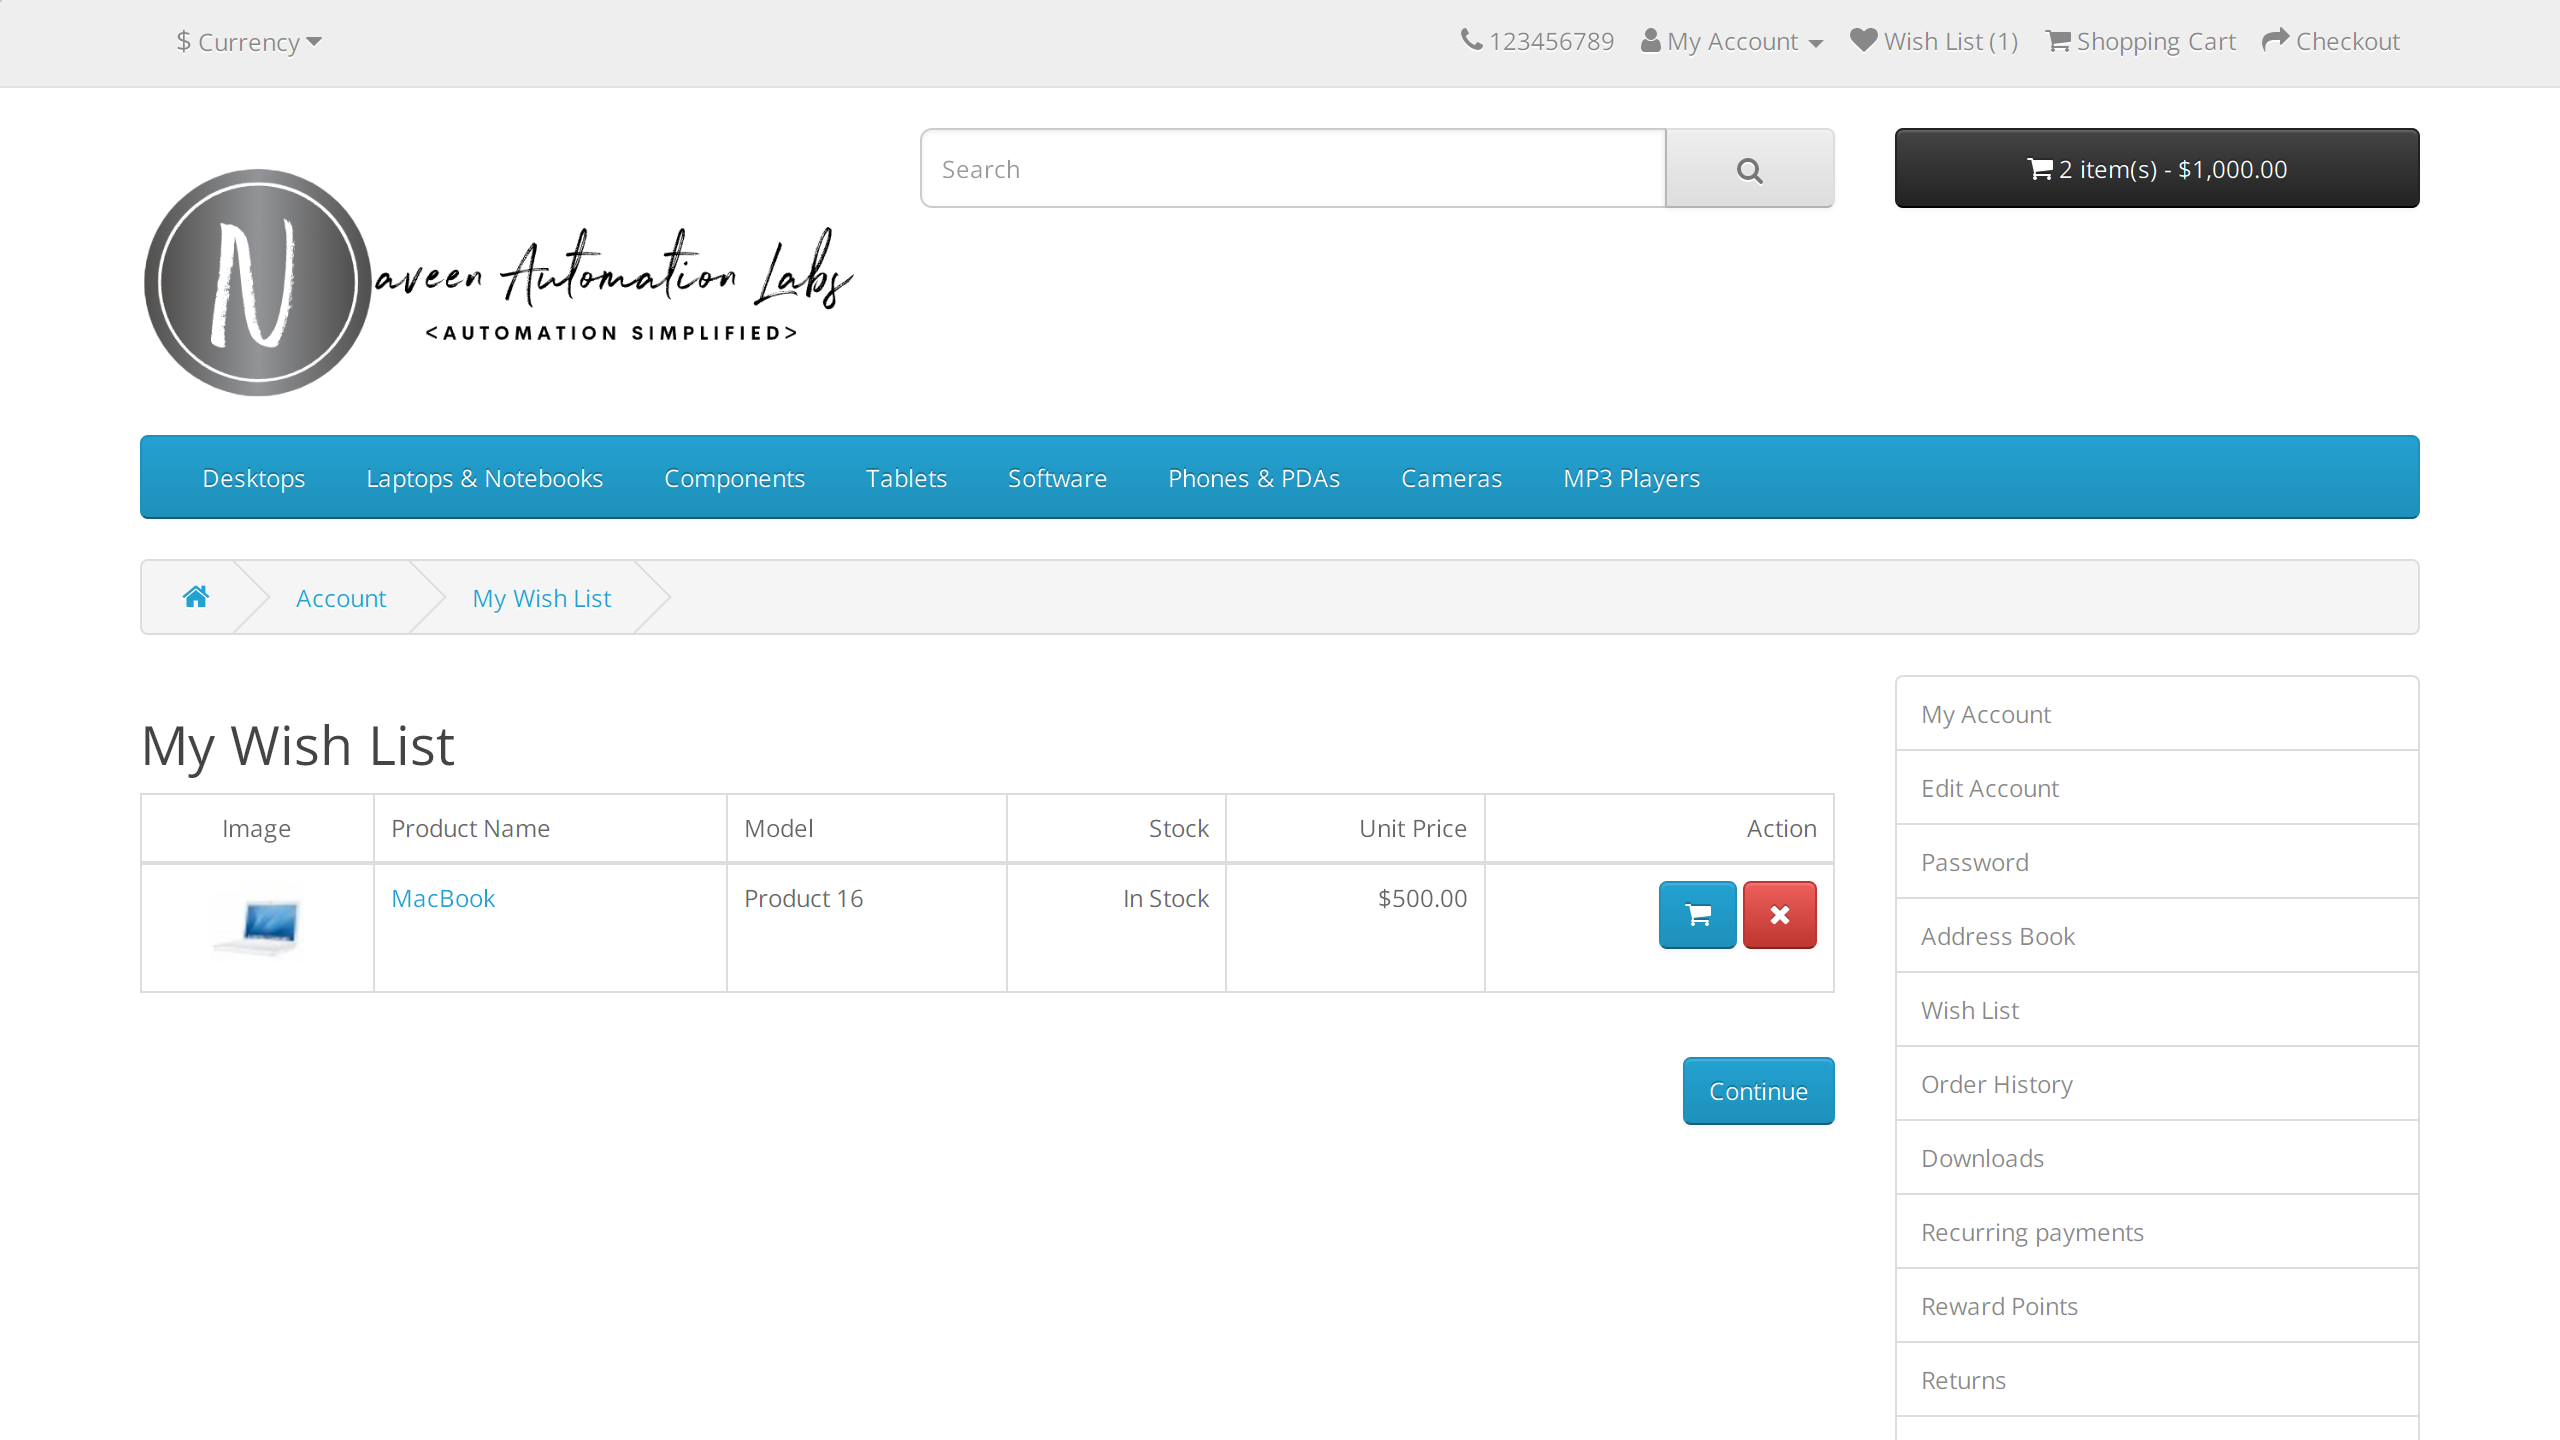 $ Currency
123456789 My Account Wish List (1) Shopping Cart Checkout
Search
2 item(s) - $1,000.00
N aveen Automation Labs
<AUTOMATION SIMPLIFIED>
Desktops Laptops & Notebooks Components Tablets Software Phones & PDAs Cameras MP3 Players
Account My Wish List
My Wish List
Image Product Name Model Stock Unit Price Action
MacBook Product 16 In Stock $500.00
Continue
My Account
Edit Account
Password
Address Book
Wish List
Order History
Downloads
Recurring payments
Reward Points
Returns